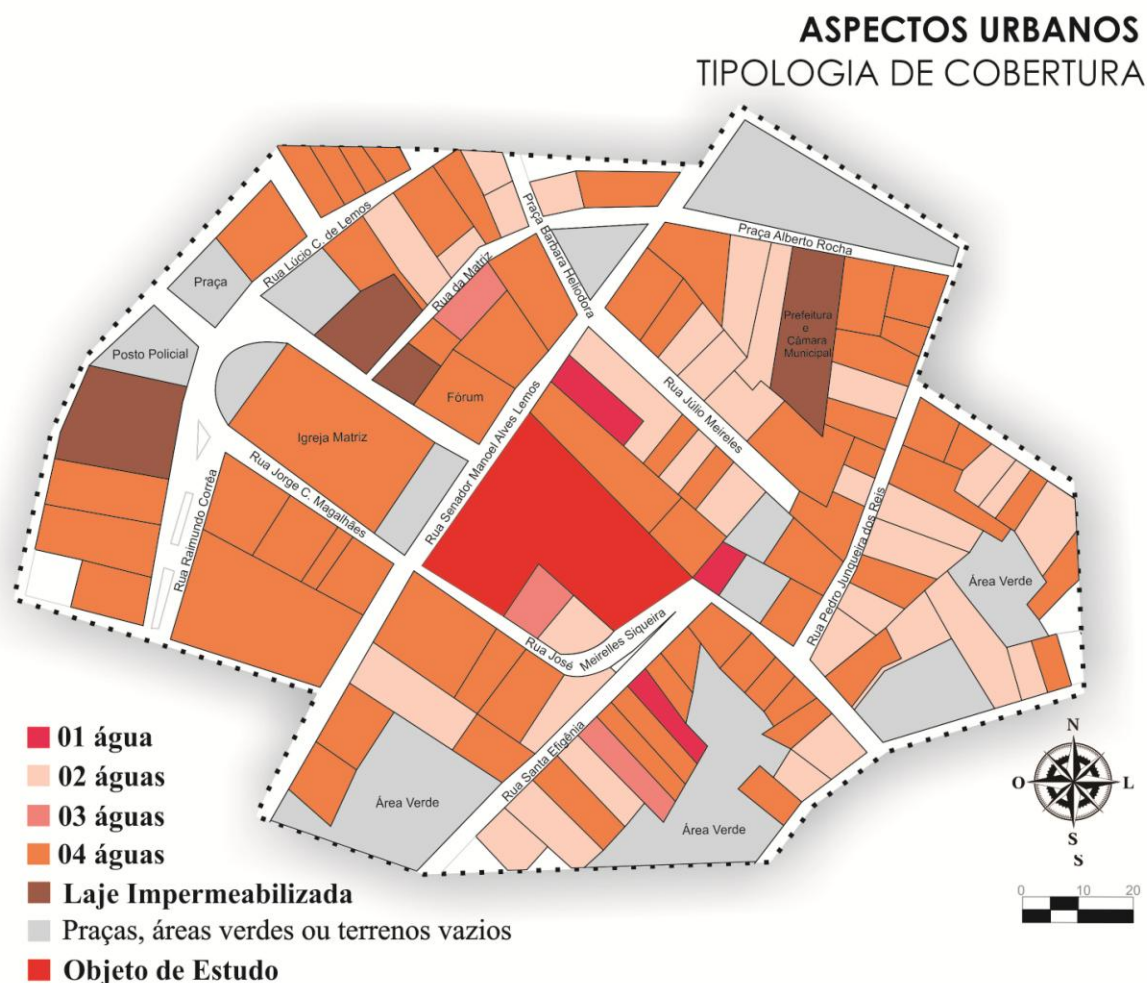 ASPECTOS URBANOS
TIPOLOGIA DE COBERTURA
Rua Lúcio C. de Lemos
Praça Barbara Heliodora
Praça Alberto Rocha
Praça
Rua da Matriz
Prefeitura
e
Câmara
Municipal
Posto Policial
Fórum
Igreja Matriz
Rua Senador Manoel Alves Lemos
Rua Júlio Meireles
Rua Jorge C. Magalhães
Rua Raimundo Corrêa
Rua Pedro Junqueira dos Reis
Área Verde
Rua José Meirelles Siqueira
Rua Santa Efigênia
Área Verde
Área Verde
01 água
02 águas
03 águas
04 águas
Laje Impermeabilizada
Praças, áreas verdes ou terrenos vazios
Objeto de Estudo
N
O L
S
S
0 10 20